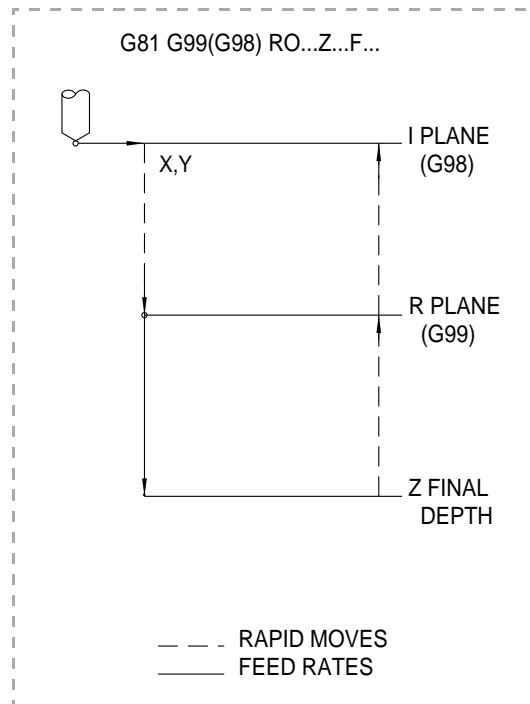 G81 G99(G98) RO...Z...F...
X,Y
I PLANE
(G98)
R PLANE
(G99)
Z FINAL
DEPTH
RAPID MOVES
FEED RATES